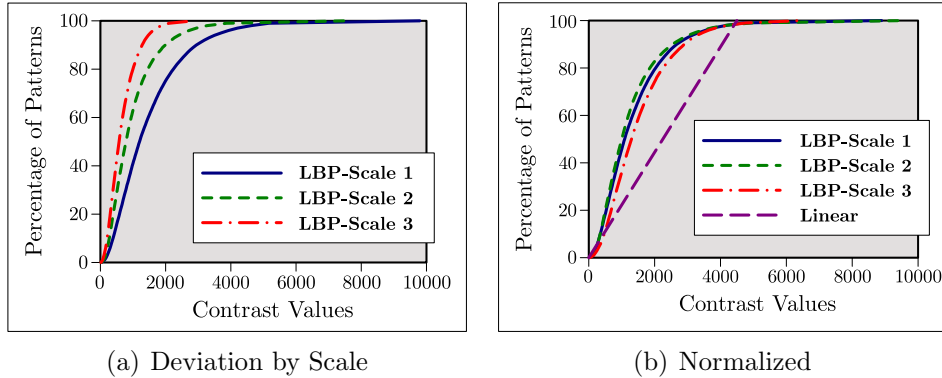 Percentage of Patterns
100
80
60
40
20
0
LBP-Scale 1
LBP-Scale 2
LBP-Scale 3
0 2000 4000 6000 8000 10000
Contrast Values
(a) Deviation by Scale
Percentage of Patterns
100
80
60
40
20
0
LBP-Scale 1
LBP-Scale 2
LBP-Scale 3
Linear
0 2000 4000 6000 8000 10000
Contrast Values
(b) Normalized